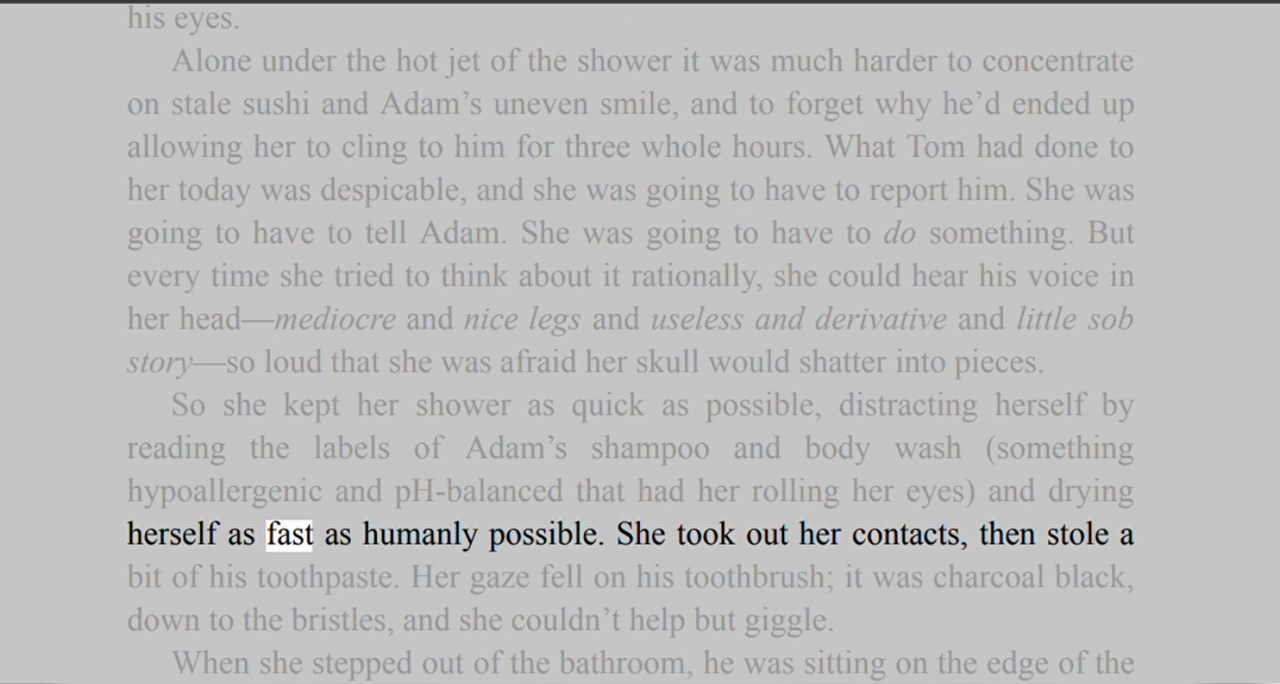 his eyes.
Alone under the hot jet of the shower it was much harder to concentrate
on stale sushi and Adam’s uneven smile, and to forget why he’d ended up
allowing her to cling to him for three whole hours. What Tom had done to
her today was despicable, and she was going to have to report him. She was
going to have to tell Adam. She was going to have to do something. But
every time she tried to think about it rationally, she could hear his voice in
her head—mediocre and nice legs and useless and derivative and little sob
story—so loud that she was afraid her skull would shatter into pieces.
So she kept her shower as quick as possible, distracting herself by
reading the labels of Adam’s shampoo and body wash (something
hypoallergenic and pH-balanced that had her rolling her eyes) and drying
herself as fast as humanly possible. She took out her contacts, then stole a
bit of his toothpaste. Her gaze fell on his toothbrush; it was charcoal black,
down to the bristles, and she couldn’t help but giggle.
When she stepped out of the bathroom, he was sitting on the edge of the